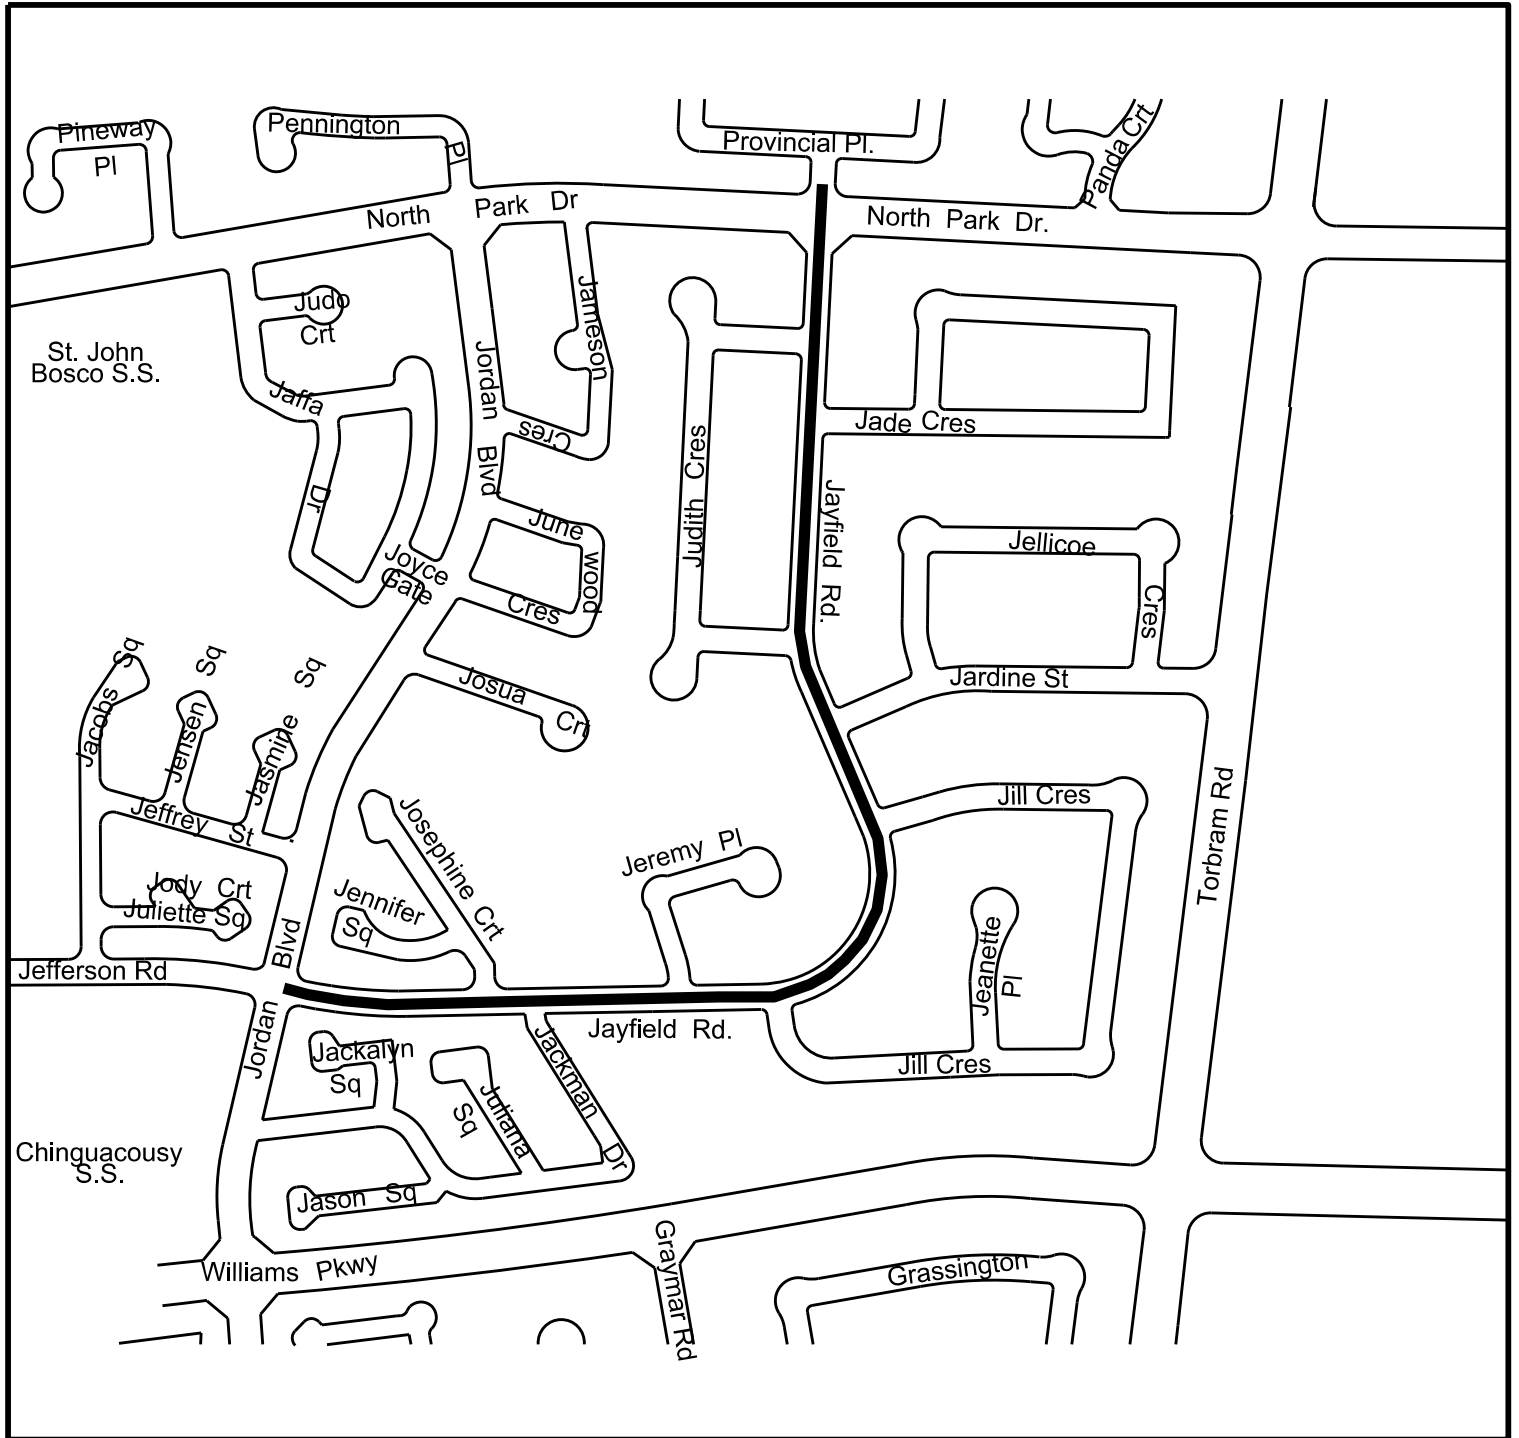 Pineway
Pl
Pennington
Pl
Provincial Pl.
Panda Crt
North Park Dr
North Park Dr.
Judo
Crt
St. John
Bosco S.S.
Jaffa
Dr
Jordan Blvd
Jameson
Cres
Judith Cres
Jayfield Rd.
Jade Cres
June
wood
Cres
Joyce
Gate
Jellicoe
Cres
Jardine St
Josua Crt
Jacobs Sq
Jensen Sq
Jasmine Sq
Jeffrey St.
Jody Crt
Juliette Sq
Jefferson Rd
Jordan Blvd
Josephine Crt
Jennifer
Sq
Jeremy Pl
Jill Cres
Torbram Rd
Jeanette
Pl
Jayfield Rd.
Jill Cres
Jackalyn
Sq
Juliana
Sq
Jackman Dr
Chinguacousy
S.S.
Jason Sq
Williams Pkwy
Graymar Rd
Grassington